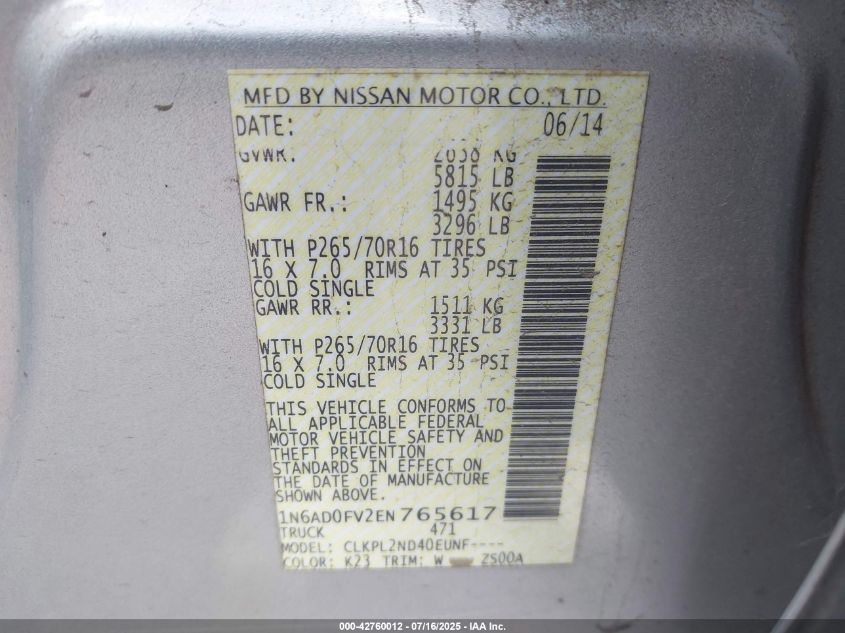 MFD BY NISSAN MOTOR CO., LTD.
DATE: 06/14
GVWR: 2638 KG
5815 LB
GAWR FR.: 1495 KG
3296 LB
WITH P265/70R16 TIRES
16 X 7.0 RIMS AT 35 PSI
COLD SINGLE
GAWR RR.: 1511 KG
3331 LB
WITH P265/70R16 TIRES
16 X 7.0 RIMS AT 35 PSI
COLD SINGLE
THIS VEHICLE CONFORMS TO
ALL APPLICABLE FEDERAL
MOTOR VEHICLE SAFETY AND
THEFT PREVENTION
STANDARDS IN EFFECT ON
THE DATE OF MANUFACTURE
SHOWN ABOVE.
1N6AD0FV2EN765617
TRUCK 471
MODEL: CLKPL2ND40EUNF----
COLOR: K23 TRIM: W ZS00A
000-42760012 - 07/16/2025 - IAA Inc.